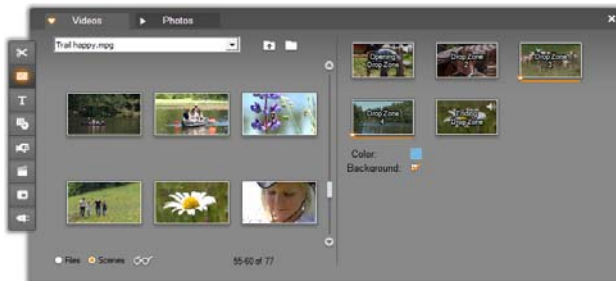 Videos
Photos
Trail happy.mpg
Opening
Drop Zone
Drop Zone
2
Drop Zone
3
Drop Zone
4
Ending
Drop Zone
Color:
Background:
Files
Scenes
55-60 of 77
T